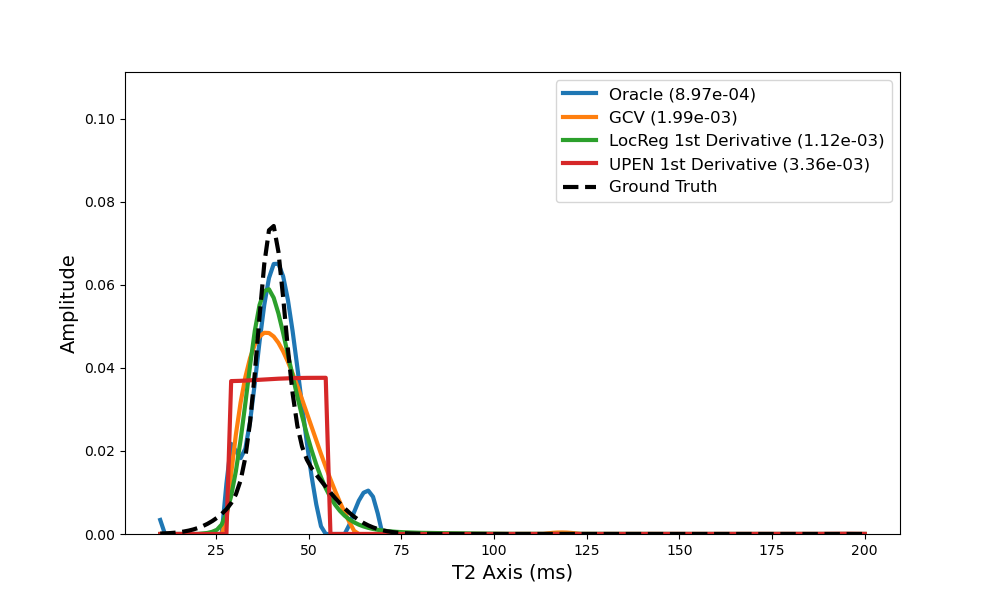 Oracle (8.97e-04)
GCV (1.99e-03)
LocReg 1st Derivative (1.12e-03)
UPEN 1st Derivative (3.36e-03)
Ground Truth
Amplitude
0.10
0.08
0.06
0.04
0.02
0.00
25 50 75 100 125 150 175 200
T2 Axis (ms)